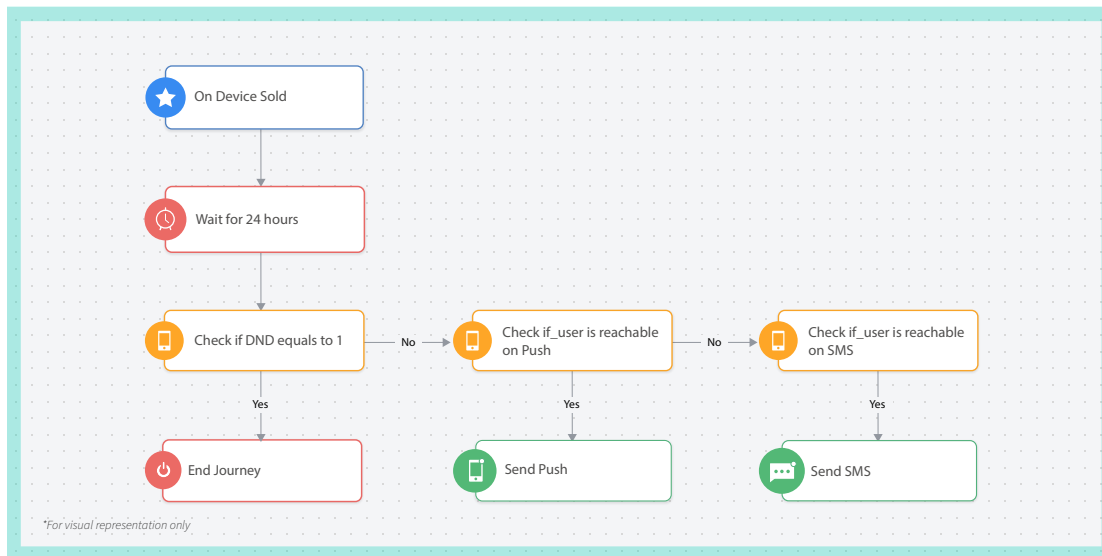 On Device Sold
Wait for 24 hours
Check if DND equals to 1
No
Check if_user is reachable
on Push
No
Check if_user is reachable
on SMS
Yes
Yes
Yes
End Journey
Send Push
Send SMS
*For visual representation only